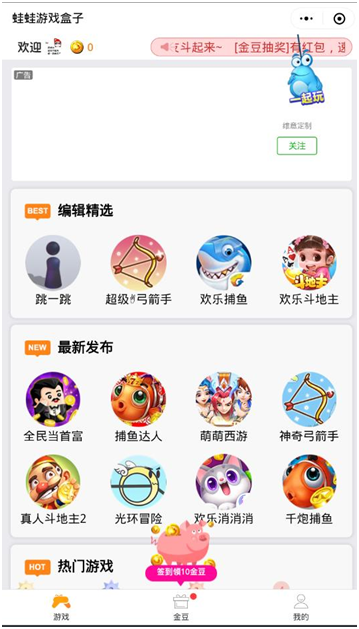 蛙蛙游戏盒子
欢迎 0
友斗起来~ [金豆抽奖]有红包，速
广告
一起玩
关注
BEST 编辑精选
跳一跳 超级 弓箭手 欢乐捕鱼 欢乐斗地主
斗地主
NEW 最新发布
全民当首富 捕鱼达人 萌萌西游 神奇弓箭手
真人斗地主2 光环冒险 欢乐消消消 千炮捕鱼
签到领10金豆
HOT 热门游戏
游戏 金豆 我的